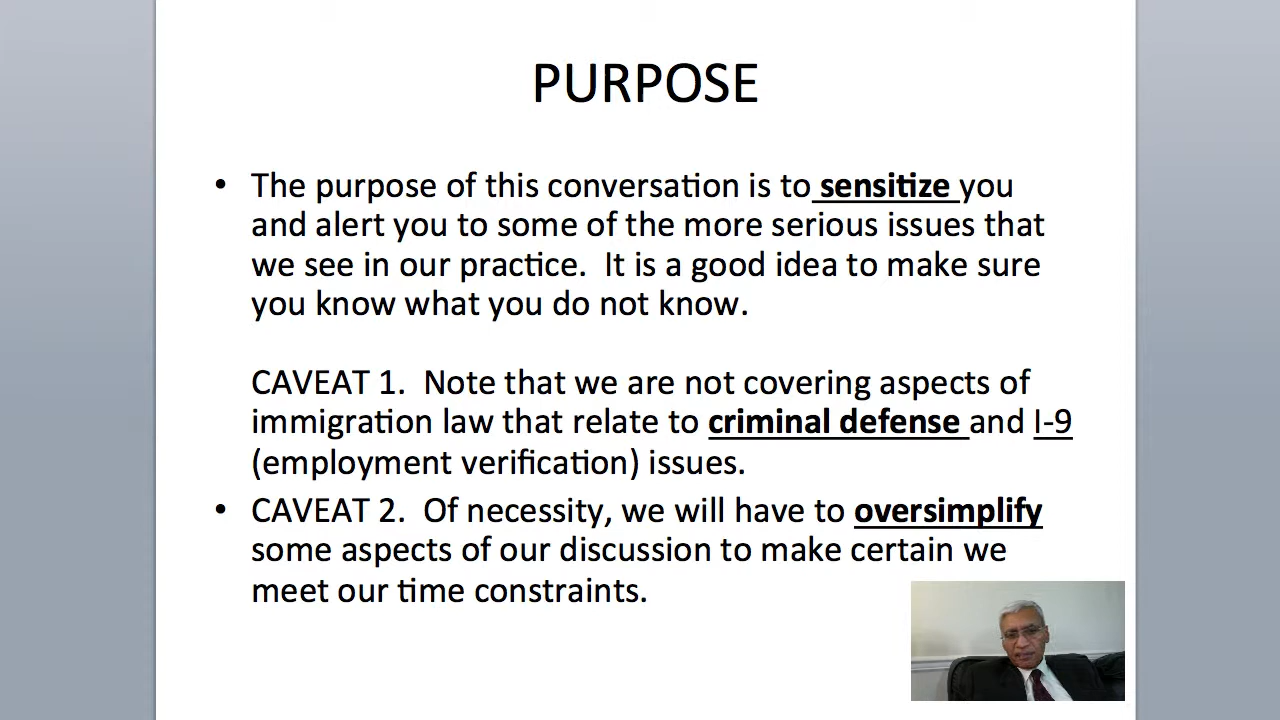 PURPOSE
• The purpose of this conversation is to sensitize you
and alert you to some of the more serious issues that
we see in our practice.  It is a good idea to make sure
you know what you do not know.
CAVEAT 1.  Note that we are not covering aspects of
immigration law that relate to criminal defense and I-9
(employment verification) issues.
• CAVEAT 2.  Of necessity, we will have to oversimplify
some aspects of our discussion to make certain we
meet our time constraints.